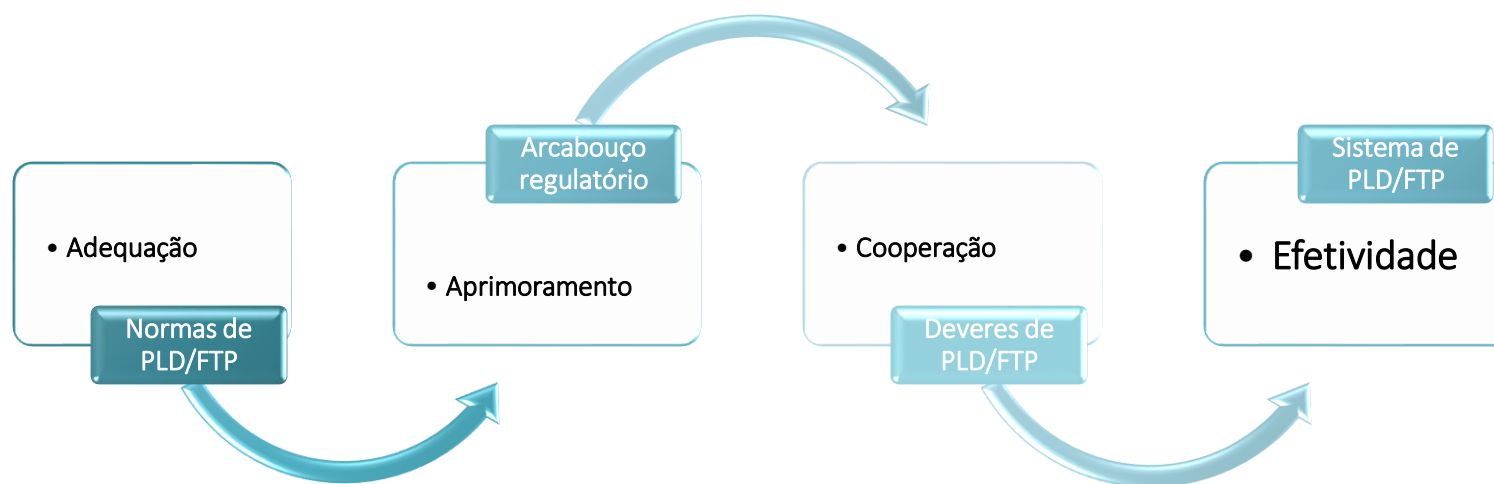 • Adequação
Normas de
PLD/FTP
Arcabouço
regulatório
• Aprimoramento
• Cooperação
Deveres de
PLD/FTP
Sistema de
PLD/FTP
• Efetividade